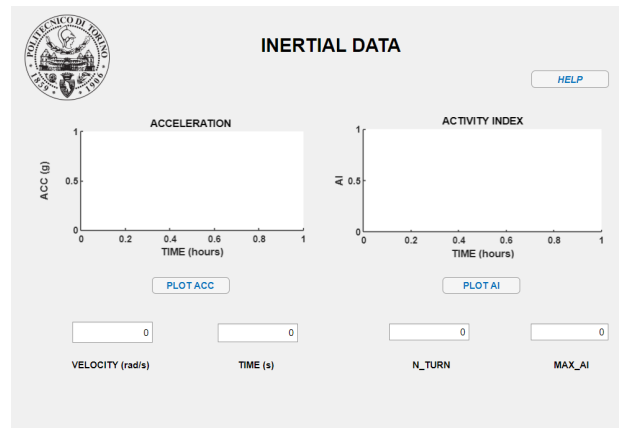 POLITECNICO DI TORINO
1859
1906
INERTIAL DATA
HELP
ACCELERATION
1
0.5
0
ACC (g)
0 0.2 0.4 0.6 0.8 1
TIME (hours)
ACTIVITY INDEX
1
0.5
0
AI
0 0.2 0.4 0.6 0.8 1
TIME (hours)
PLOT ACC
PLOT AI
0
0
0
0
VELOCITY (rad/s)
TIME (s)
N_TURN
MAX_AI